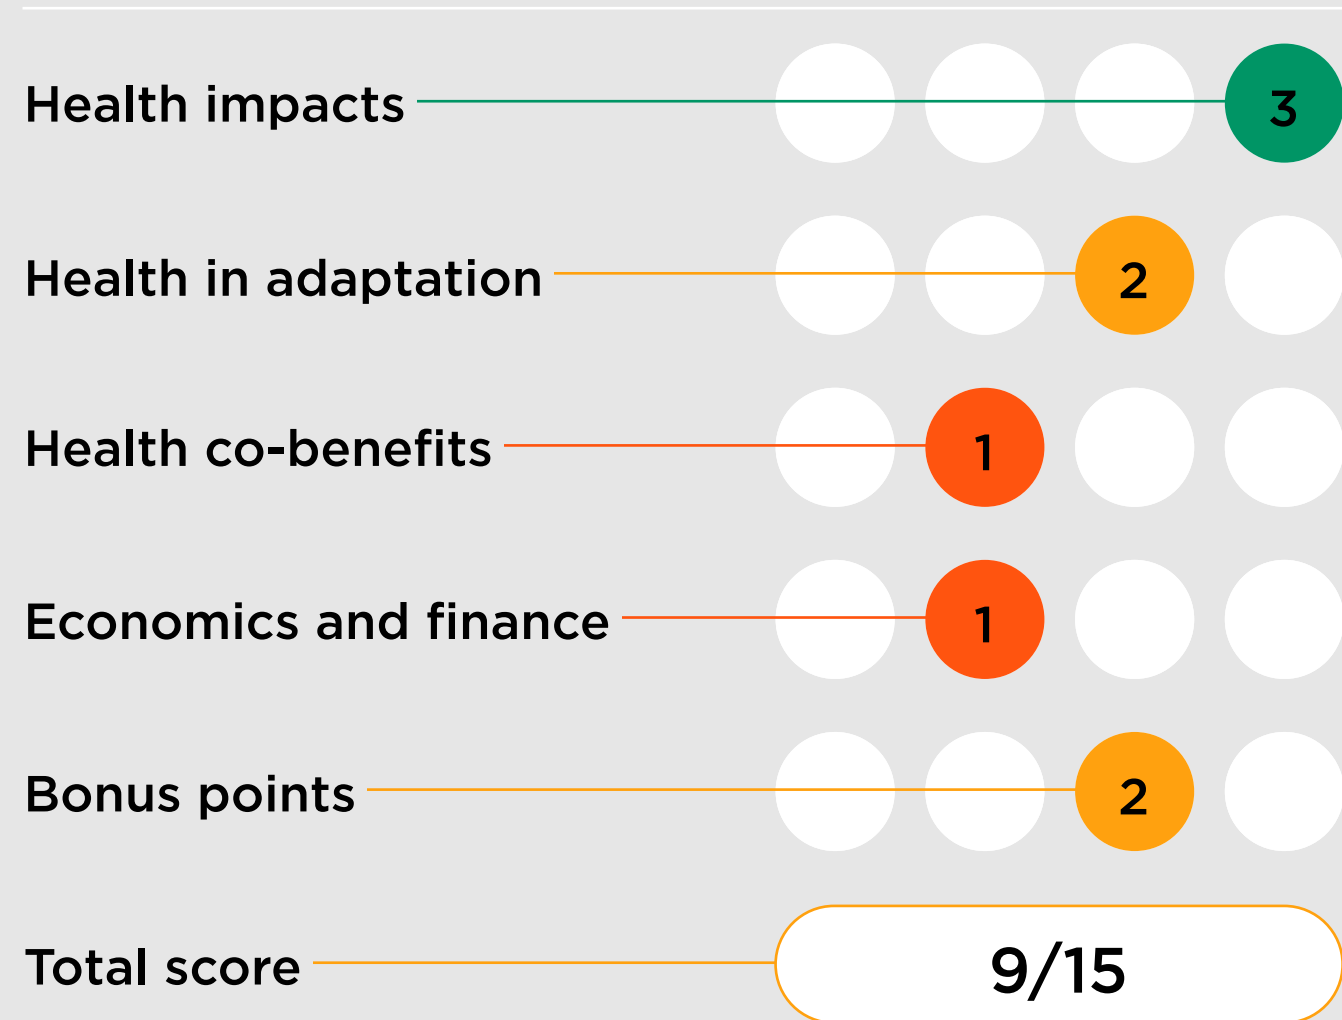 Health impacts 3
Health in adaptation 2
Health co-benefits 1
Economics and finance 1
Bonus points 2
Total score 9/15